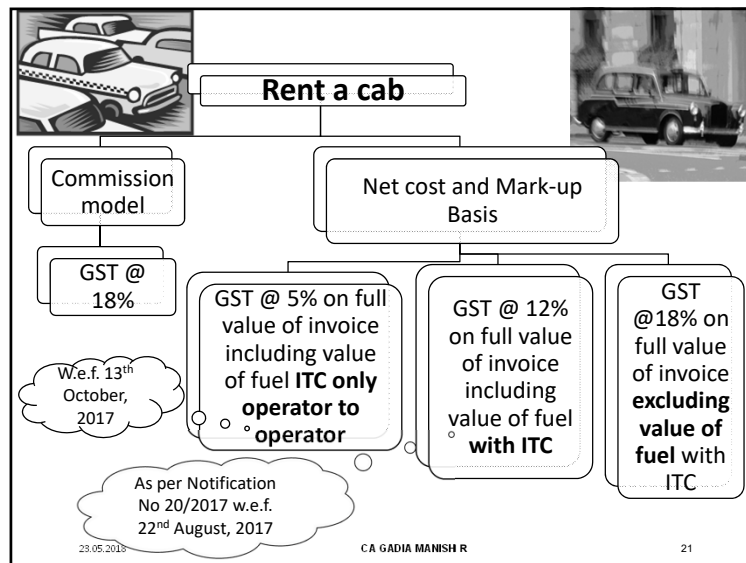 Rent a cab
Commission
model
Net cost and Mark-up
Basis
GST @
18%
GST @ 5% on full
value of invoice
including value
of fuel ITC only
operator to
operator
GST @ 12%
on full value
of invoice
including
value of fuel
with ITC
GST
@18% on
full value
of invoice
excluding
value of
fuel with
ITC
W.e.f. 13th
October,
2017
As per Notification
No 20/2017 w.e.f.
22nd August, 2017
23.05.2018
CA GADIA MANISH R
21